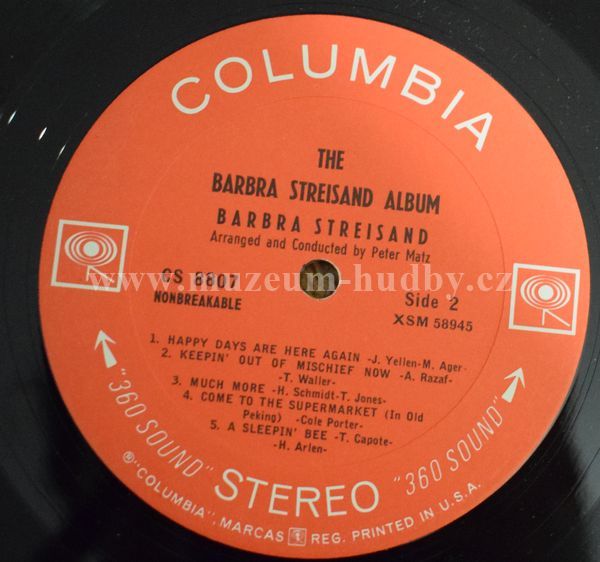 COLUMBIA
THE
BARBRA STREISAND ALBUM
BARBRA STREISAND
Arranged and Conducted by Peter Matz
www.muzeum-hudby.cz
CS 8807
NONBREAKABLE
Side 2
XSM 58945
1. HAPPY DAYS ARE HERE AGAIN -J. Yellen-M. Ager-
2. KEEPIN' OUT OF MISCHIEF NOW -A. Razaf-
-T. Waller-
3. MUCH MORE -H. Schmidt-T. Jones-
4. COME TO THE SUPERMARKET (In Old
Peking) -Cole Porter-
5. A SLEEPIN' BEE -T. Capote-
-H. Arlen-
"360 SOUND" STEREO "360 SOUND"
® "COLUMBIA", MARCAS REG. PRINTED IN U.S.A.